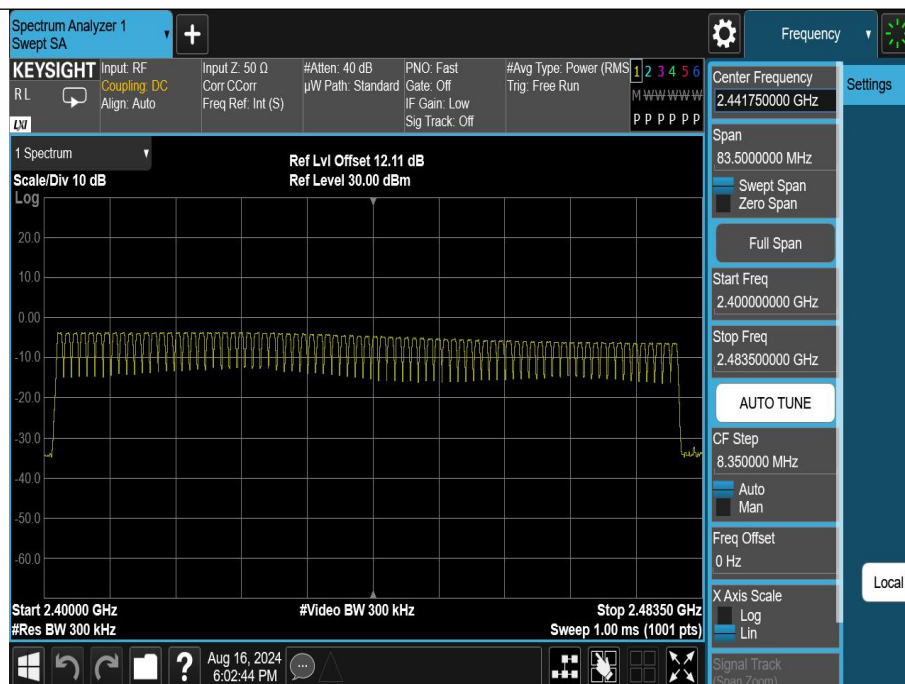 Spectrum Analyzer 1
Swept SA
+
Frequency
KEYSIGHT
RL
LXI
Input: RF
Coupling: DC
Align: Auto
Input Z: 50 Ω
Corr CCorr
Freq Ref: Int (S)
#Atten: 40 dB
µW Path: Standard
PNO: Fast
Gate: Off
IF Gain: Low
Sig Track: Off
#Avg Type: Power (RMS
Trig: Free Run
1 2 3 4 5 6
M W W W W W
P P P P P P
1 Spectrum
Scale/Div 10 dB
Log
Ref Lvl Offset 12.11 dB
Ref Level 30.00 dBm
20.0
10.0
0.00
-10.0
-20.0
-30.0
-40.0
-50.0
-60.0
Start 2.40000 GHz
#Res BW 300 kHz
#Video BW 300 kHz
Stop 2.48350 GHz
Sweep 1.00 ms (1001 pts)
Center Frequency
2.441750000 GHz
Settings
Span
83.5000000 MHz
Swept Span
Zero Span
Full Span
Start Freq
2.400000000 GHz
Stop Freq
2.483500000 GHz
AUTO TUNE
CF Step
8.350000 MHz
Auto
Man
Freq Offset
0 Hz
Local
X Axis Scale
Log
Lin
Signal Track
(Span Zoom)
?
Aug 16, 2024
6:02:44 PM